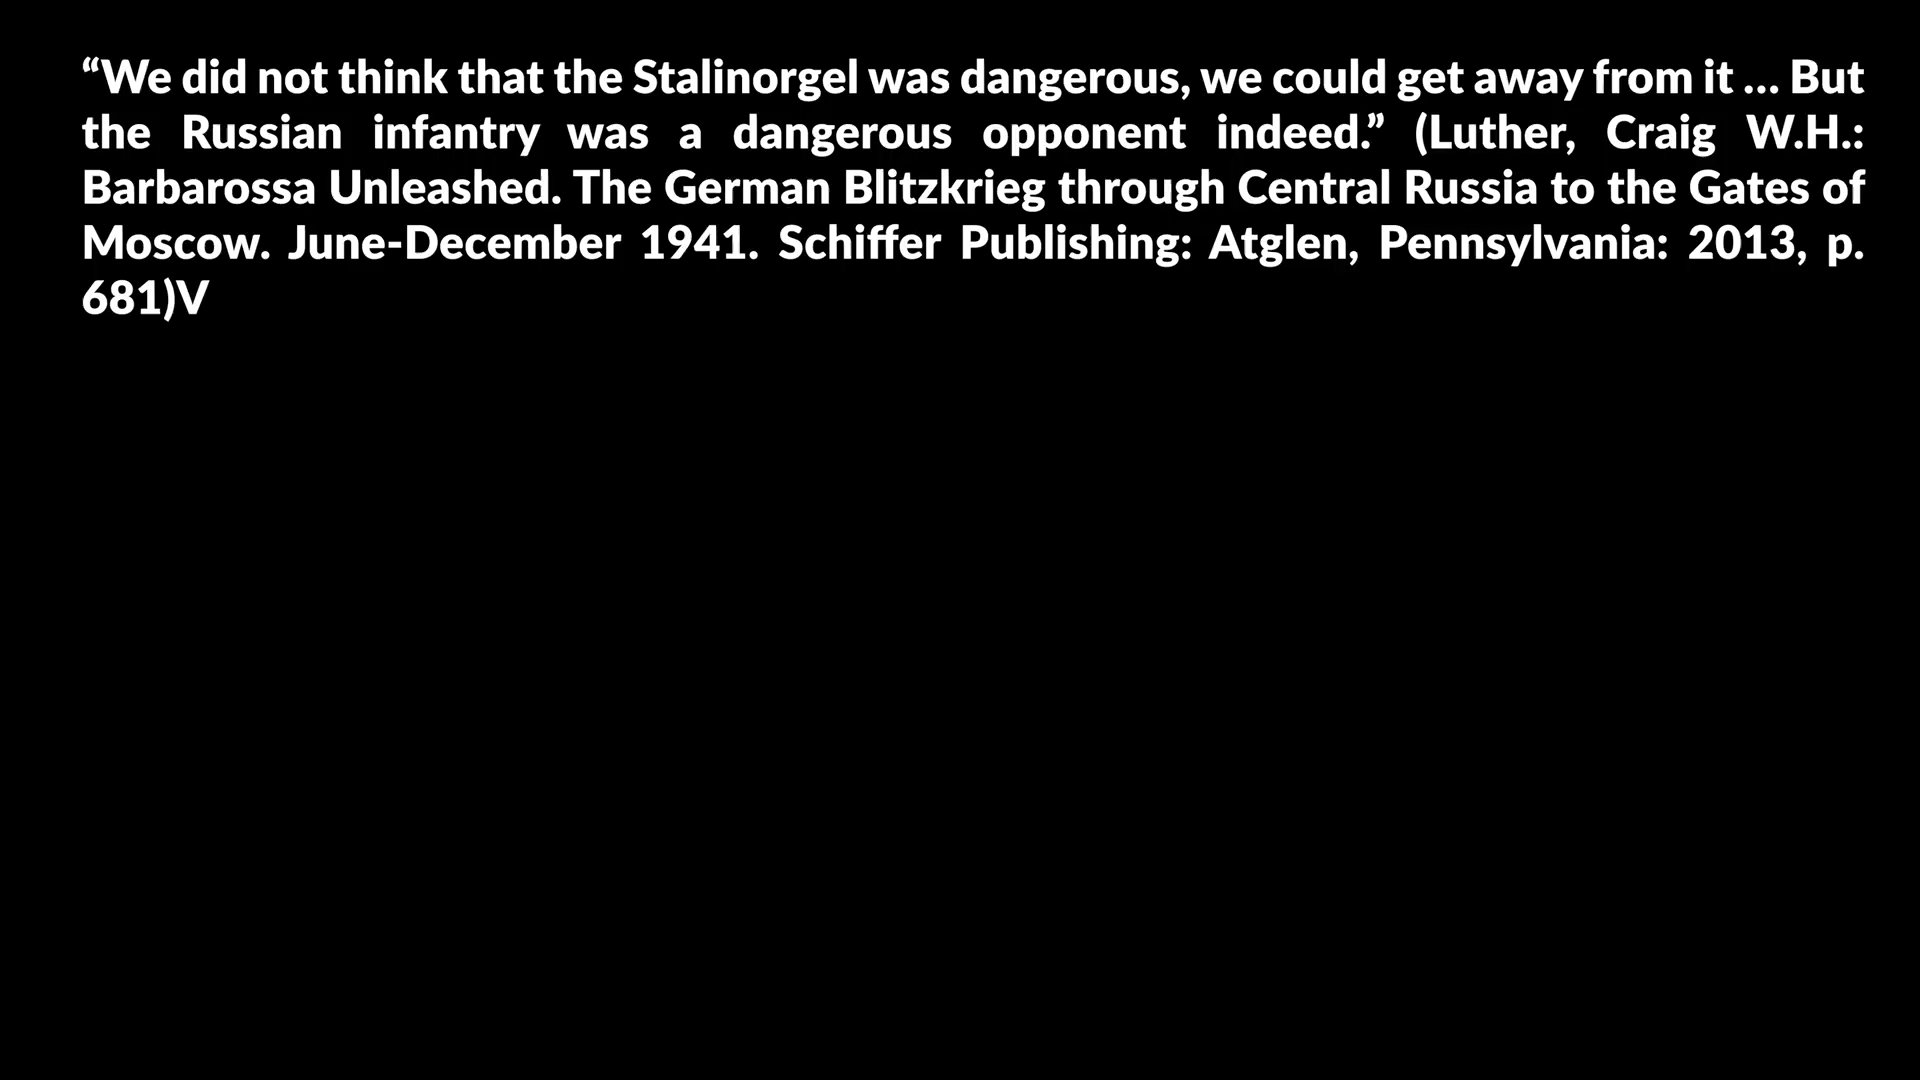 “We did not think that the Stalinorgel was dangerous, we could get away from it … But
the Russian infantry was a dangerous opponent indeed.” (Luther, Craig W.H.:
Barbarossa Unleashed. The German Blitzkrieg through Central Russia to the Gates of
Moscow. June-December 1941. Schiffer Publishing: Atglen, Pennsylvania: 2013, p.
681)V